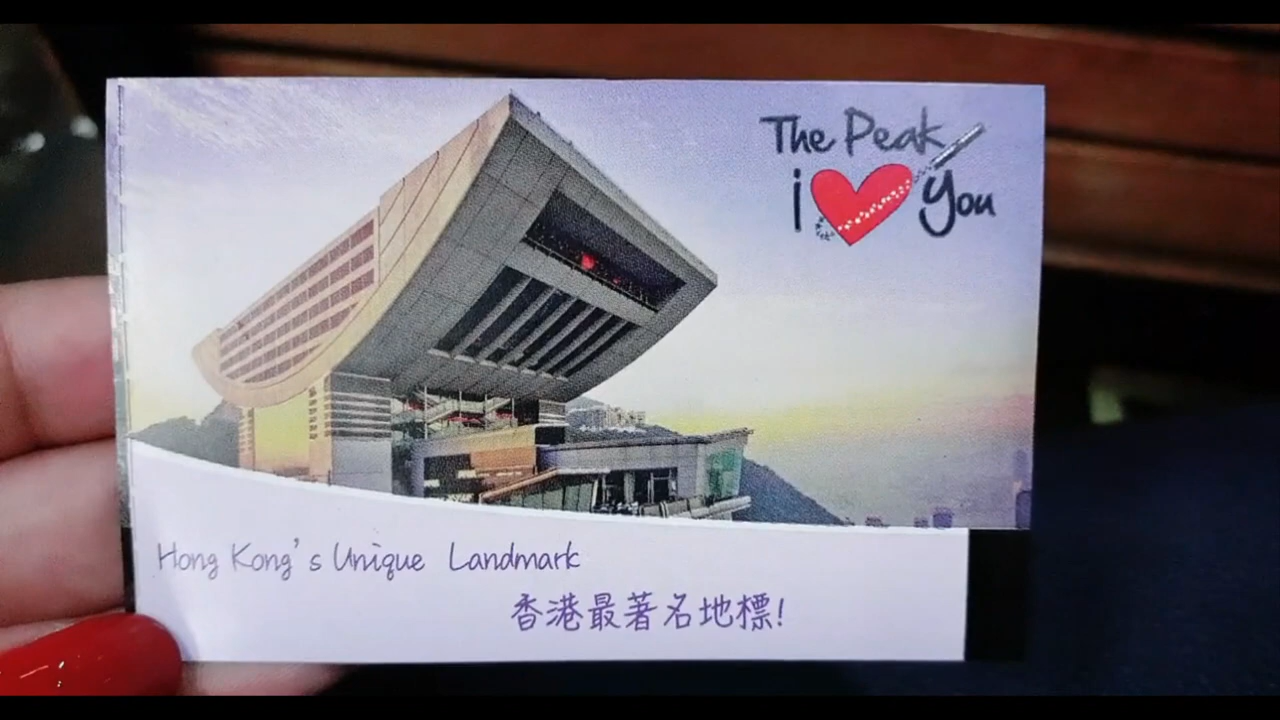 The Peak
i You
Hong Kong's Unique Landmark
香港最著名地標!